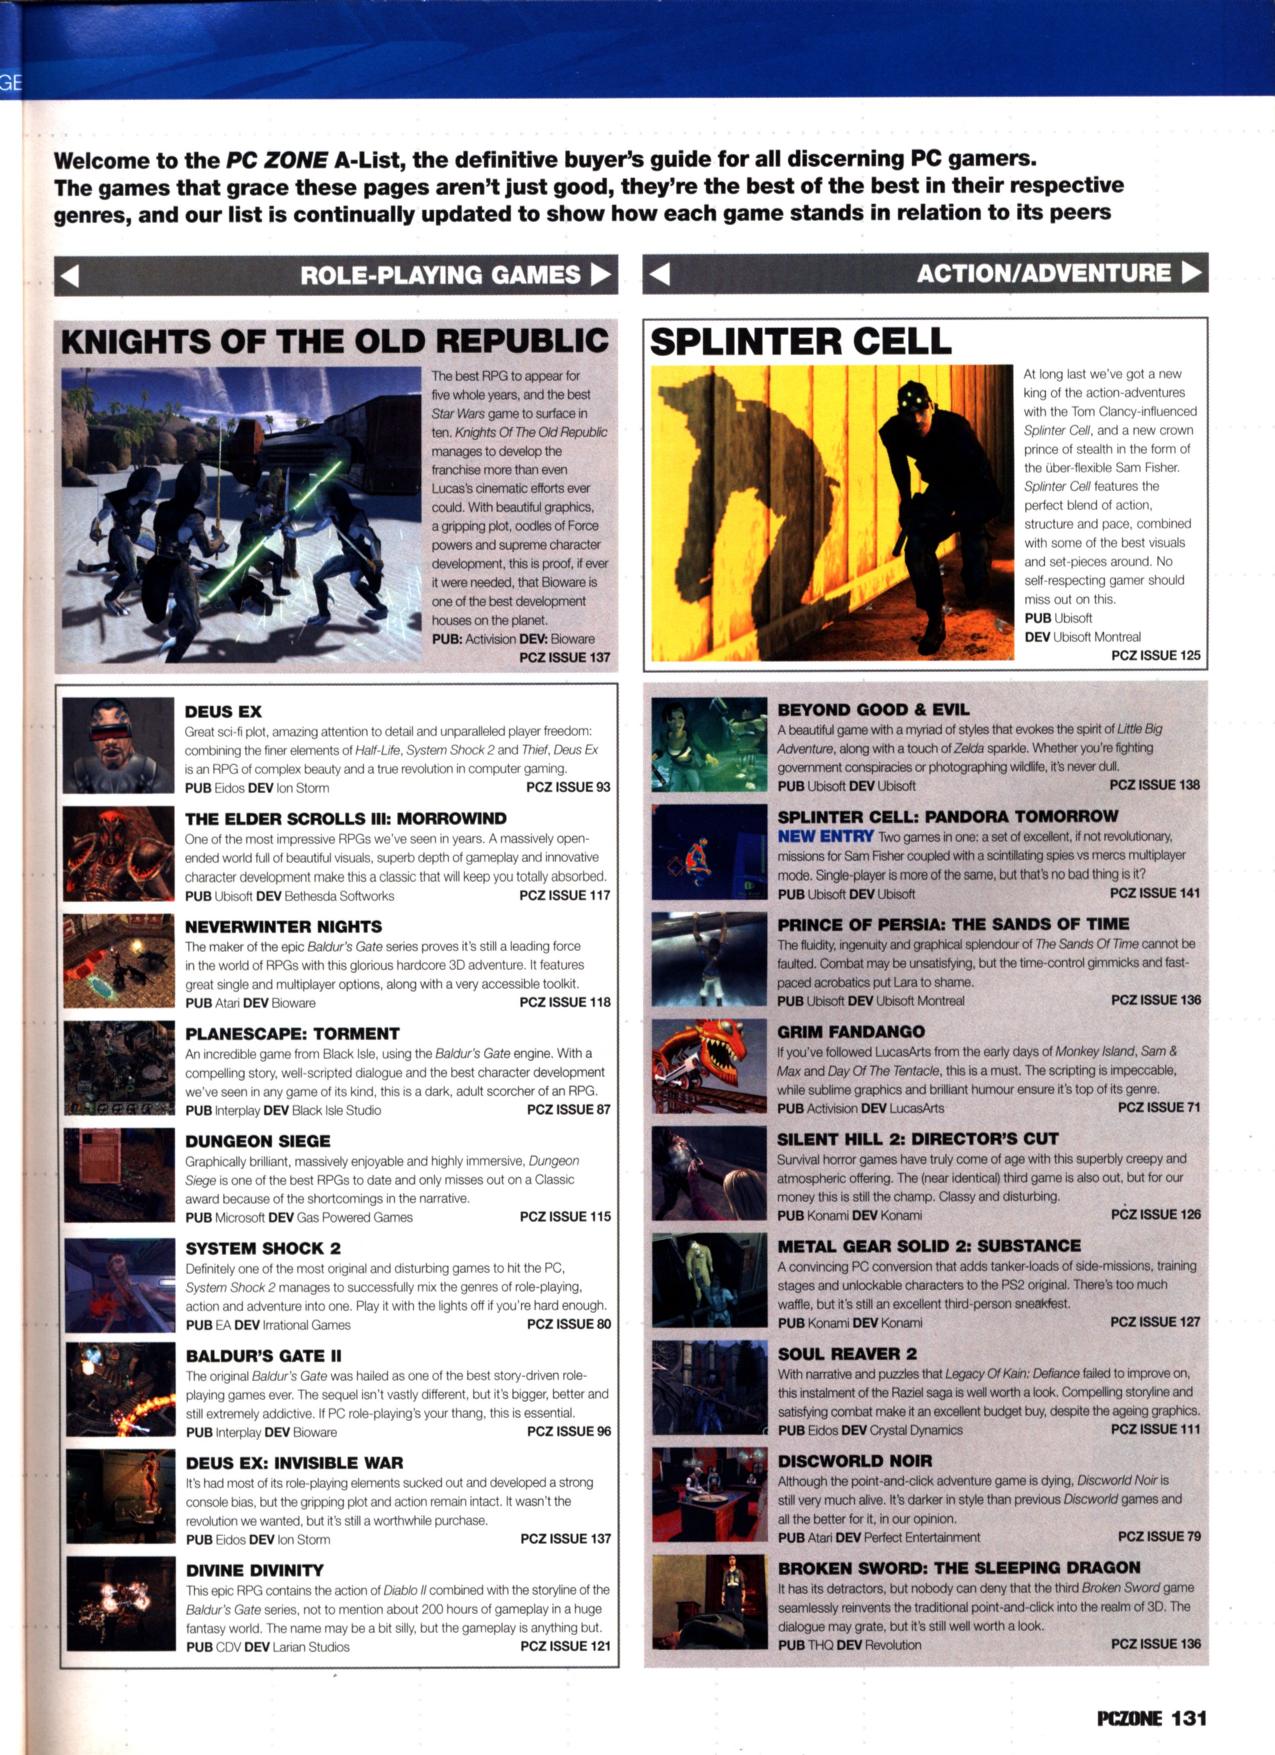 GE
Welcome to the PC ZONE A-List, the definitive buyer's guide for all discerning PC gamers.
The games that grace these pages aren't just good, they're the best of the best in their respective
genres, and our list is continually updated to show how each game stands in relation to its peers
ROLE-PLAYING GAMES
KNIGHTS OF THE OLD REPUBLIC
The best RPG to appear for
five whole years, and the best
Star Wars game to surface in
ten. Knights Of The Old Republic
manages to develop the
franchise more than even
Lucas's cinematic efforts ever
could. With beautiful graphics,
a gripping plot, oodles of Force
powers and supreme character
development, this is proof, if ever
it were needed, that Bioware is
one of the best development
houses on the planet.
PUB: Activision DEV: Bioware
PCZ ISSUE 137
DEUS EX
Great sci-fi plot, amazing attention to detail and unparalleled player freedom:
combining the finer elements of Half-Life, System Shock 2 and Thief, Deus Ex
is an RPG of complex beauty and a true revolution in computer gaming.
PUB Eidos DEV Ion Storm PCZ ISSUE 93
THE ELDER SCROLLS III: MORROWIND
One of the most impressive RPGs we've seen in years. A massively open-
ended world full of beautiful visuals, superb depth of gameplay and innovative
character development make this a classic that will keep you totally absorbed.
PUB Ubisoft DEV Bethesda Softworks PCZ ISSUE 117
NEVERWINTER NIGHTS
The maker of the epic Baldur's Gate series proves it's still a leading force
in the world of RPGs with this glorious hardcore 3D adventure. It features
great single and multiplayer options, along with a very accessible toolkit.
PUB Atari DEV Bioware PCZ ISSUE 118
PLANESCAPE: TORMENT
An incredible game from Black Isle, using the Baldur's Gate engine. With a
compelling story, well-scripted dialogue and the best character development
we've seen in any game of its kind, this is a dark, adult scorcher of an RPG.
PUB Interplay DEV Black Isle Studio PCZ ISSUE 87
DUNGEON SIEGE
Graphically brilliant, massively enjoyable and highly immersive, Dungeon
Siege is one of the best RPGs to date and only misses out on a Classic
award because of the shortcomings in the narrative.
PUB Microsoft DEV Gas Powered Games PCZ ISSUE 115
SYSTEM SHOCK 2
Definitely one of the most original and disturbing games to hit the PC,
System Shock 2 manages to successfully mix the genres of role-playing,
action and adventure into one. Play it with the lights off if you're hard enough.
PUB EA DEV Irrational Games PCZ ISSUE 80
BALDUR'S GATE II
The original Baldur's Gate was hailed as one of the best story-driven role-
playing games ever. The sequel isn't vastly different, but it's bigger, better and
still extremely addictive. If PC role-playing's your thang, this is essential.
PUB Interplay DEV Bioware PCZ ISSUE 96
DEUS EX: INVISIBLE WAR
It's had most of its role-playing elements sucked out and developed a strong
console bias, but the gripping plot and action remain intact. It wasn't the
revolution we wanted, but it's still a worthwhile purchase.
PUB Eidos DEV Ion Storm PCZ ISSUE 137
DIVINE DIVINITY
This epic RPG contains the action of Diablo II combined with the storyline of the
Baldur's Gate series, not to mention about 200 hours of gameplay in a huge
fantasy world. The name may be a bit silly, but the gameplay is anything but.
PUB CDV DEV Larian Studios PCZ ISSUE 121
ACTION/ADVENTURE
SPLINTER CELL
At long last we've got a new
king of the action-adventures
with the Tom Clancy-influenced
Splinter Cell, and a new crown
prince of stealth in the form of
the über-flexible Sam Fisher.
Splinter Cell features the
perfect blend of action,
structure and pace, combined
with some of the best visuals
and set-pieces around. No
self-respecting gamer should
miss out on this.
PUB Ubisoft
DEV Ubisoft Montreal
PCZ ISSUE 125
BEYOND GOOD & EVIL
A beautiful game with a myriad of styles that evokes the spirit of Little Big
Adventure, along with a touch of Zelda sparkle. Whether you're fighting
government conspiracies or photographing wildlife, it's never dull.
PUB Ubisoft DEV Ubisoft PCZ ISSUE 138
SPLINTER CELL: PANDORA TOMORROW
NEW ENTRY Two games in one: a set of excellent, if not revolutionary,
missions for Sam Fisher coupled with a scintillating spies vs mercs multiplayer
mode. Single-player is more of the same, but that's no bad thing is it?
PUB Ubisoft DEV Ubisoft PCZ ISSUE 141
PRINCE OF PERSIA: THE SANDS OF TIME
The fluidity, ingenuity and graphical splendour of The Sands Of Time cannot be
faulted. Combat may be unsatisfying, but the time-control gimmicks and fast-
paced acrobatics put Lara to shame.
PUB Ubisoft DEV Ubisoft Montreal PCZ ISSUE 136
GRIM FANDANGO
If you've followed LucasArts from the early days of Monkey Island, Sam &
Max and Day Of The Tentacle, this is a must. The scripting is impeccable,
while sublime graphics and brilliant humour ensure it's top of its genre.
PUB Activision DEV LucasArts PCZ ISSUE 71
SILENT HILL 2: DIRECTOR'S CUT
Survival horror games have truly come of age with this superbly creepy and
atmospheric offering. The (near identical) third game is also out, but for our
money this is still the champ. Classy and disturbing.
PUB Konami DEV Konami PCZ ISSUE 126
METAL GEAR SOLID 2: SUBSTANCE
A convincing PC conversion that adds tanker-loads of side-missions, training
stages and unlockable characters to the PS2 original. There's too much
waffle, but it's still an excellent third-person sneakfest.
PUB Konami DEV Konami PCZ ISSUE 127
SOUL REAVER 2
With narrative and puzzles that Legacy Of Kain: Defiance failed to improve on,
this instalment of the Raziel saga is well worth a look. Compelling storyline and
satisfying combat make it an excellent budget buy, despite the ageing graphics.
PUB Eidos DEV Crystal Dynamics PCZ ISSUE 111
DISCWORLD NOIR
Although the point-and-click adventure game is dying, Discworld Noir is
still very much alive. It's darker in style than previous Discworld games and
all the better for it, in our opinion.
PUB Atari DEV Perfect Entertainment PCZ ISSUE 79
BROKEN SWORD: THE SLEEPING DRAGON
It has its detractors, but nobody can deny that the third Broken Sword game
seamlessly reinvents the traditional point-and-click into the realm of 3D. The
dialogue may grate, but it's still well worth a look.
PUB THQ DEV Revolution PCZ ISSUE 136
PCZONE 131